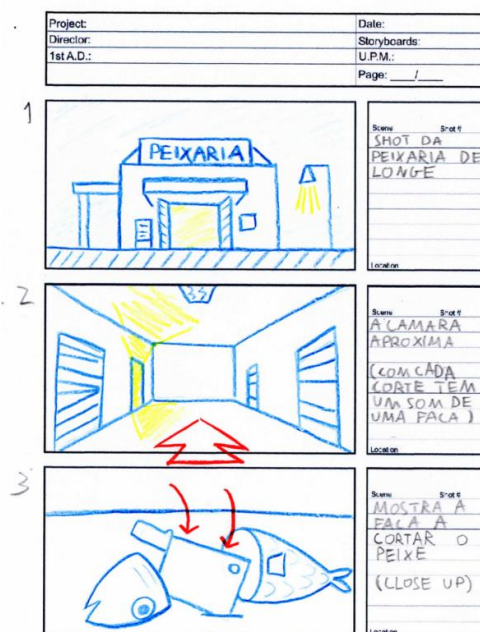 Project:
Date:
Director:
Storyboards:
1st A.D.:
U.P.M.:
Page: ____/____
1
PEIXARIA
Scene Shot #
SHOT DA
PEIXARIA DE
LONGE
Location
2
Scene Shot #
A CAMARA
APROXIMA
(COM CADA
CORTE TEM
UM SOM DE
UMA FACA)
Location
3
Scene Shot #
MOSTRA A
FACA A
CORTAR O
PEIXE
(CLOSE UP)
Location